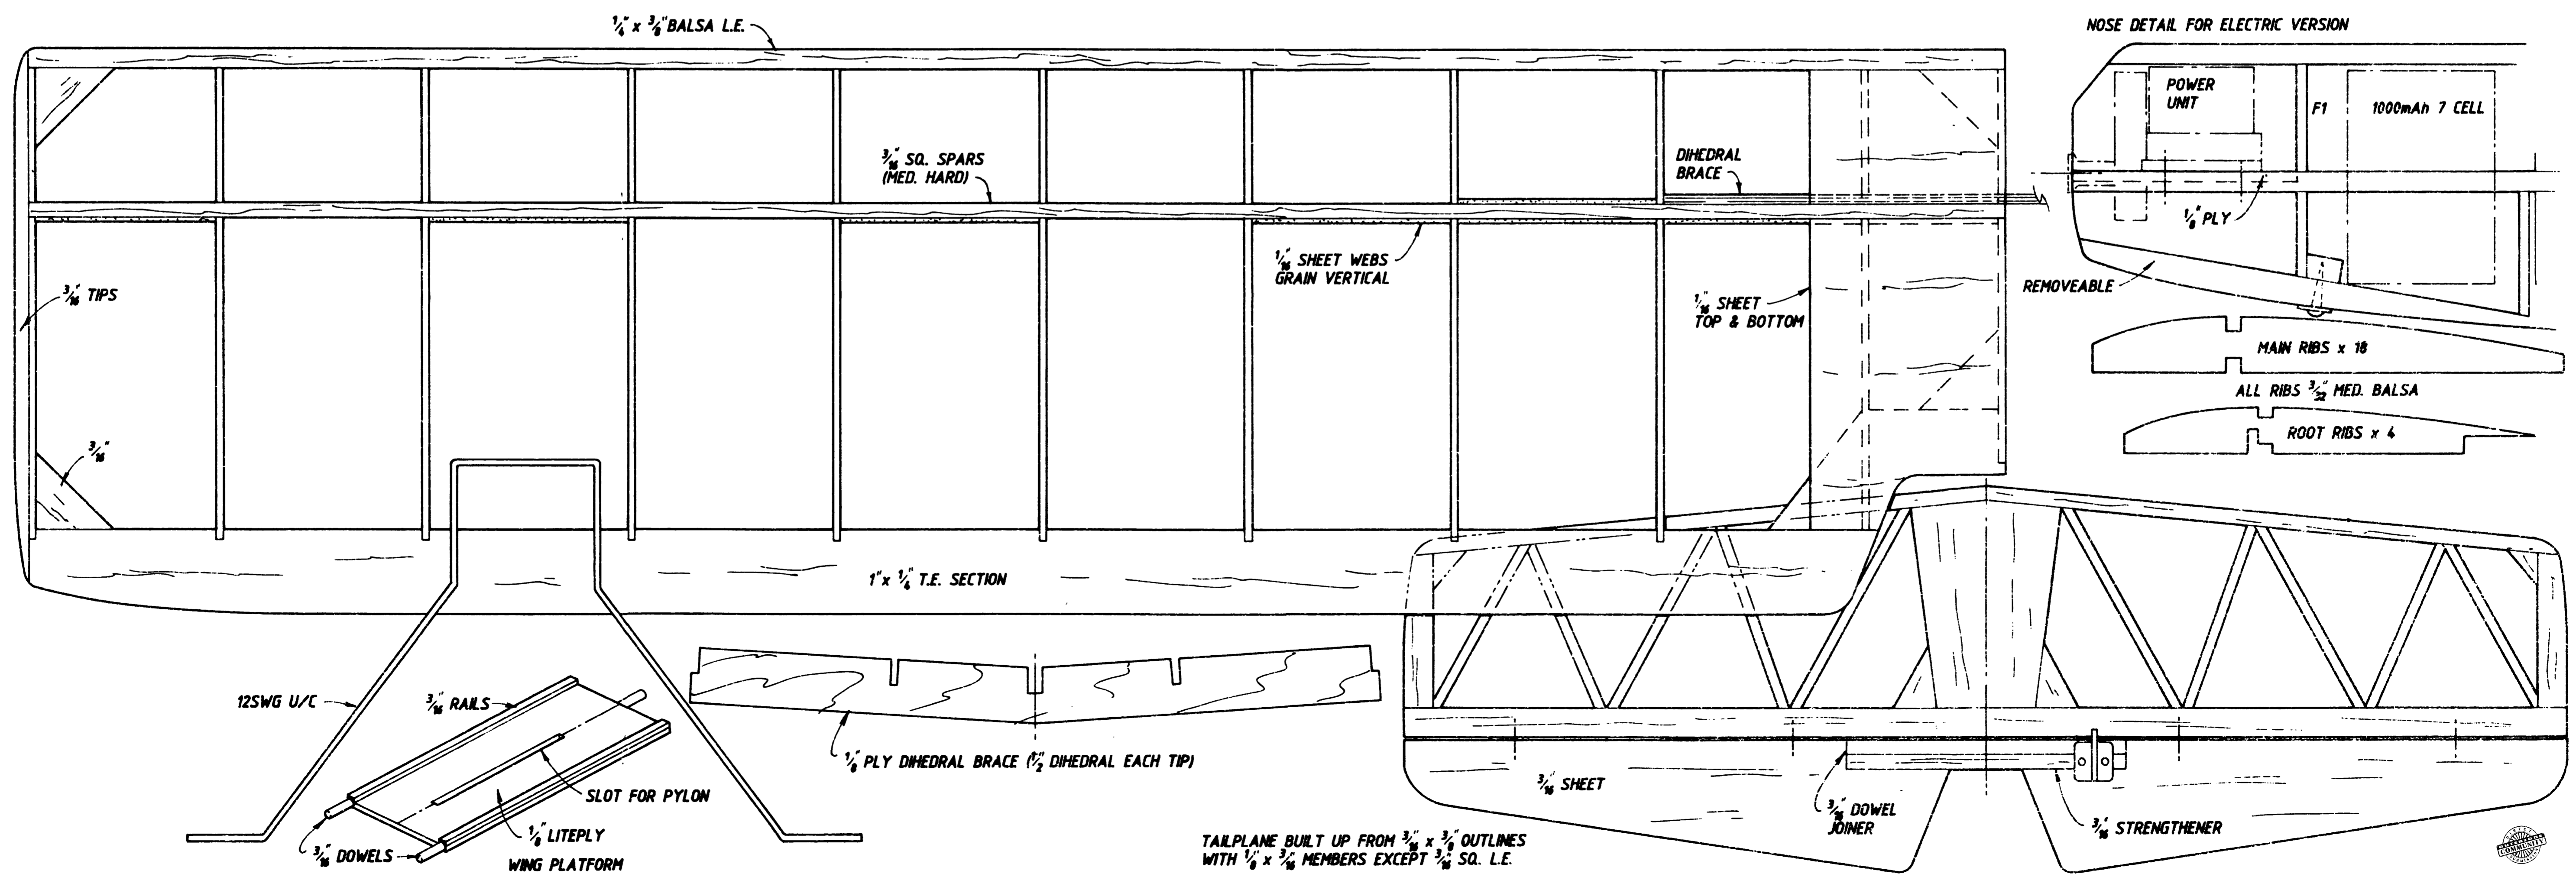 1/4" x 3/8" BALSA L.E.
NOSE DETAIL FOR ELECTRIC VERSION
POWER
UNIT
F1
1000mAh 7 CELL
1/8" PLY
REMOVEABLE
3/16" SQ. SPARS
(MED. HARD)
DIHEDRAL
BRACE
1/16" SHEET WEBS
GRAIN VERTICAL
1/16" SHEET
TOP & BOTTOM
3/16" TIPS
3/16"
MAIN RIBS x 18
ALL RIBS 3/32" MED. BALSA
ROOT RIBS x 4
1" x 1/4" T.E. SECTION
12SWG U/C
3/16" RAILS
SLOT FOR PYLON
1/8" LITEPLY
3/16" DOWELS
WING PLATFORM
1/8" PLY DIHEDRAL BRACE (1/2" DIHEDRAL EACH TIP)
3/16" SHEET
3/16" DOWEL
JOINER
3/16" STRENGTHENER
TAILPLANE BUILT UP FROM 3/16" x 3/8" OUTLINES
WITH 1/8" x 3/16" MEMBERS EXCEPT 3/16" SQ. L.E.
COMMUNITY